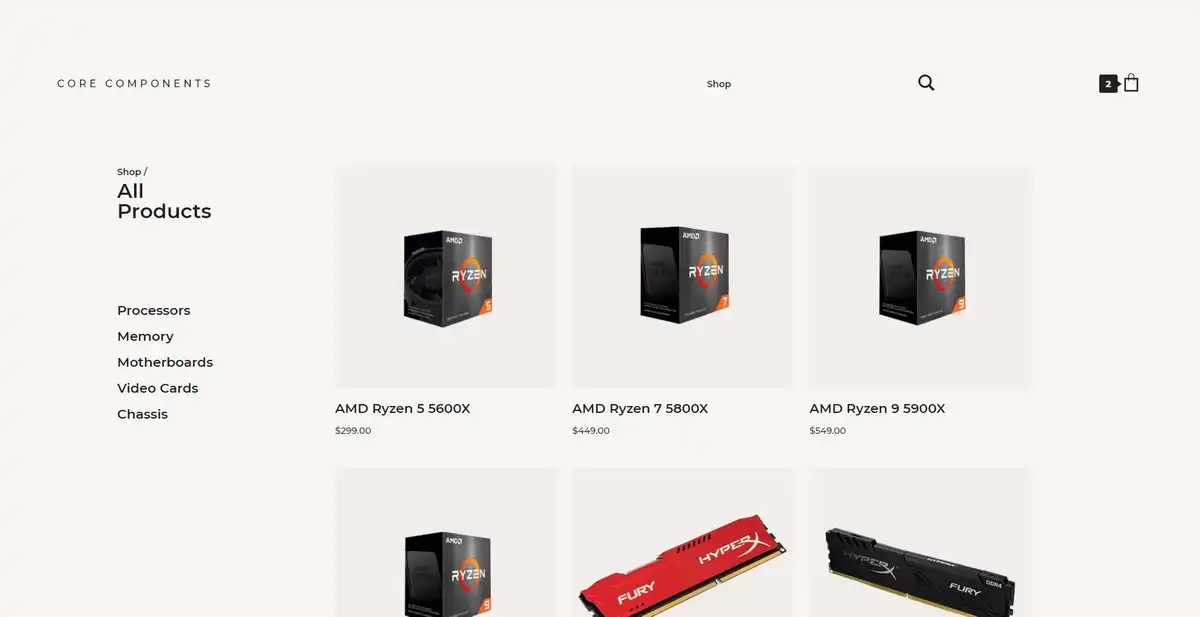 CORE COMPONENTS
Shop
2
Shop /
All
Products
Processors
Memory
Motherboards
Video Cards
Chassis
AMD
RYZEN
5
AMD
RYZEN
7
AMD
RYZEN
9
AMD Ryzen 5 5600X
$299.00
AMD Ryzen 7 5800X
$449.00
AMD Ryzen 9 5900X
$549.00
AMD
RYZEN
9
HYPERX
FURY
HYPERX
HYPERX
FURY
DDR4